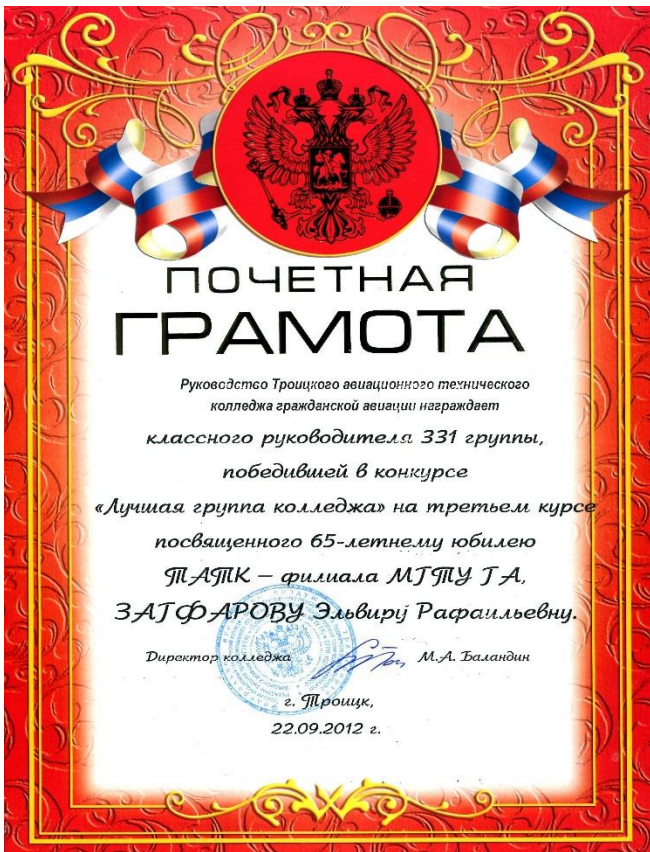 ПОЧЕТНАЯ
ГРАМОТА
Руководство Троицкого авиационного технического
колледжа гражданской авиации награждает
классного руководителя 331 группы,
победившей в конкурсе
«Лучшая группа колледжа» на третьем курсе
посвященного 65-летнему юбилею
ТАТК – филиала МГТУ ГА,
ЗАГФАРОВУ Эльвиру Рафаильевну.
Директор колледжа М.А. Баландин
г. Троицк,
22.09.2012 г.